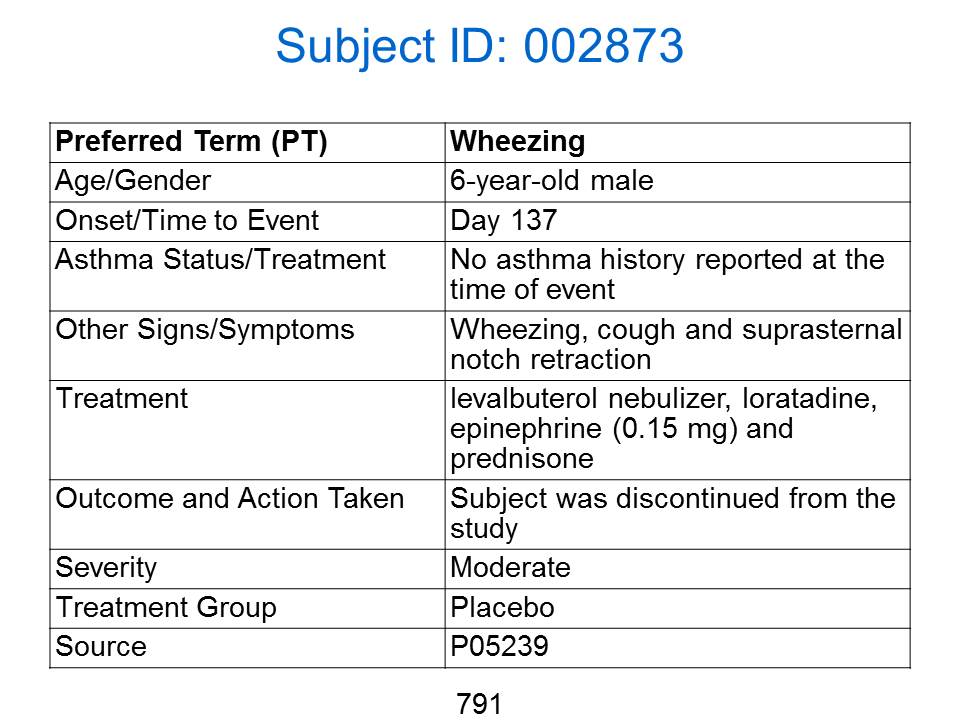 Subject ID: 002873
Preferred Term (PT) Wheezing
Age/Gender 6-year-old male
Onset/Time to Event Day 137
Asthma Status/Treatment No asthma history reported at the
time of event
Other Signs/Symptoms Wheezing, cough and suprasternal
notch retraction
Treatment levalbuterol nebulizer, loratadine,
epinephrine (0.15 mg) and
prednisone
Outcome and Action Taken Subject was discontinued from the
study
Severity Moderate
Treatment Group Placebo
Source P05239
791